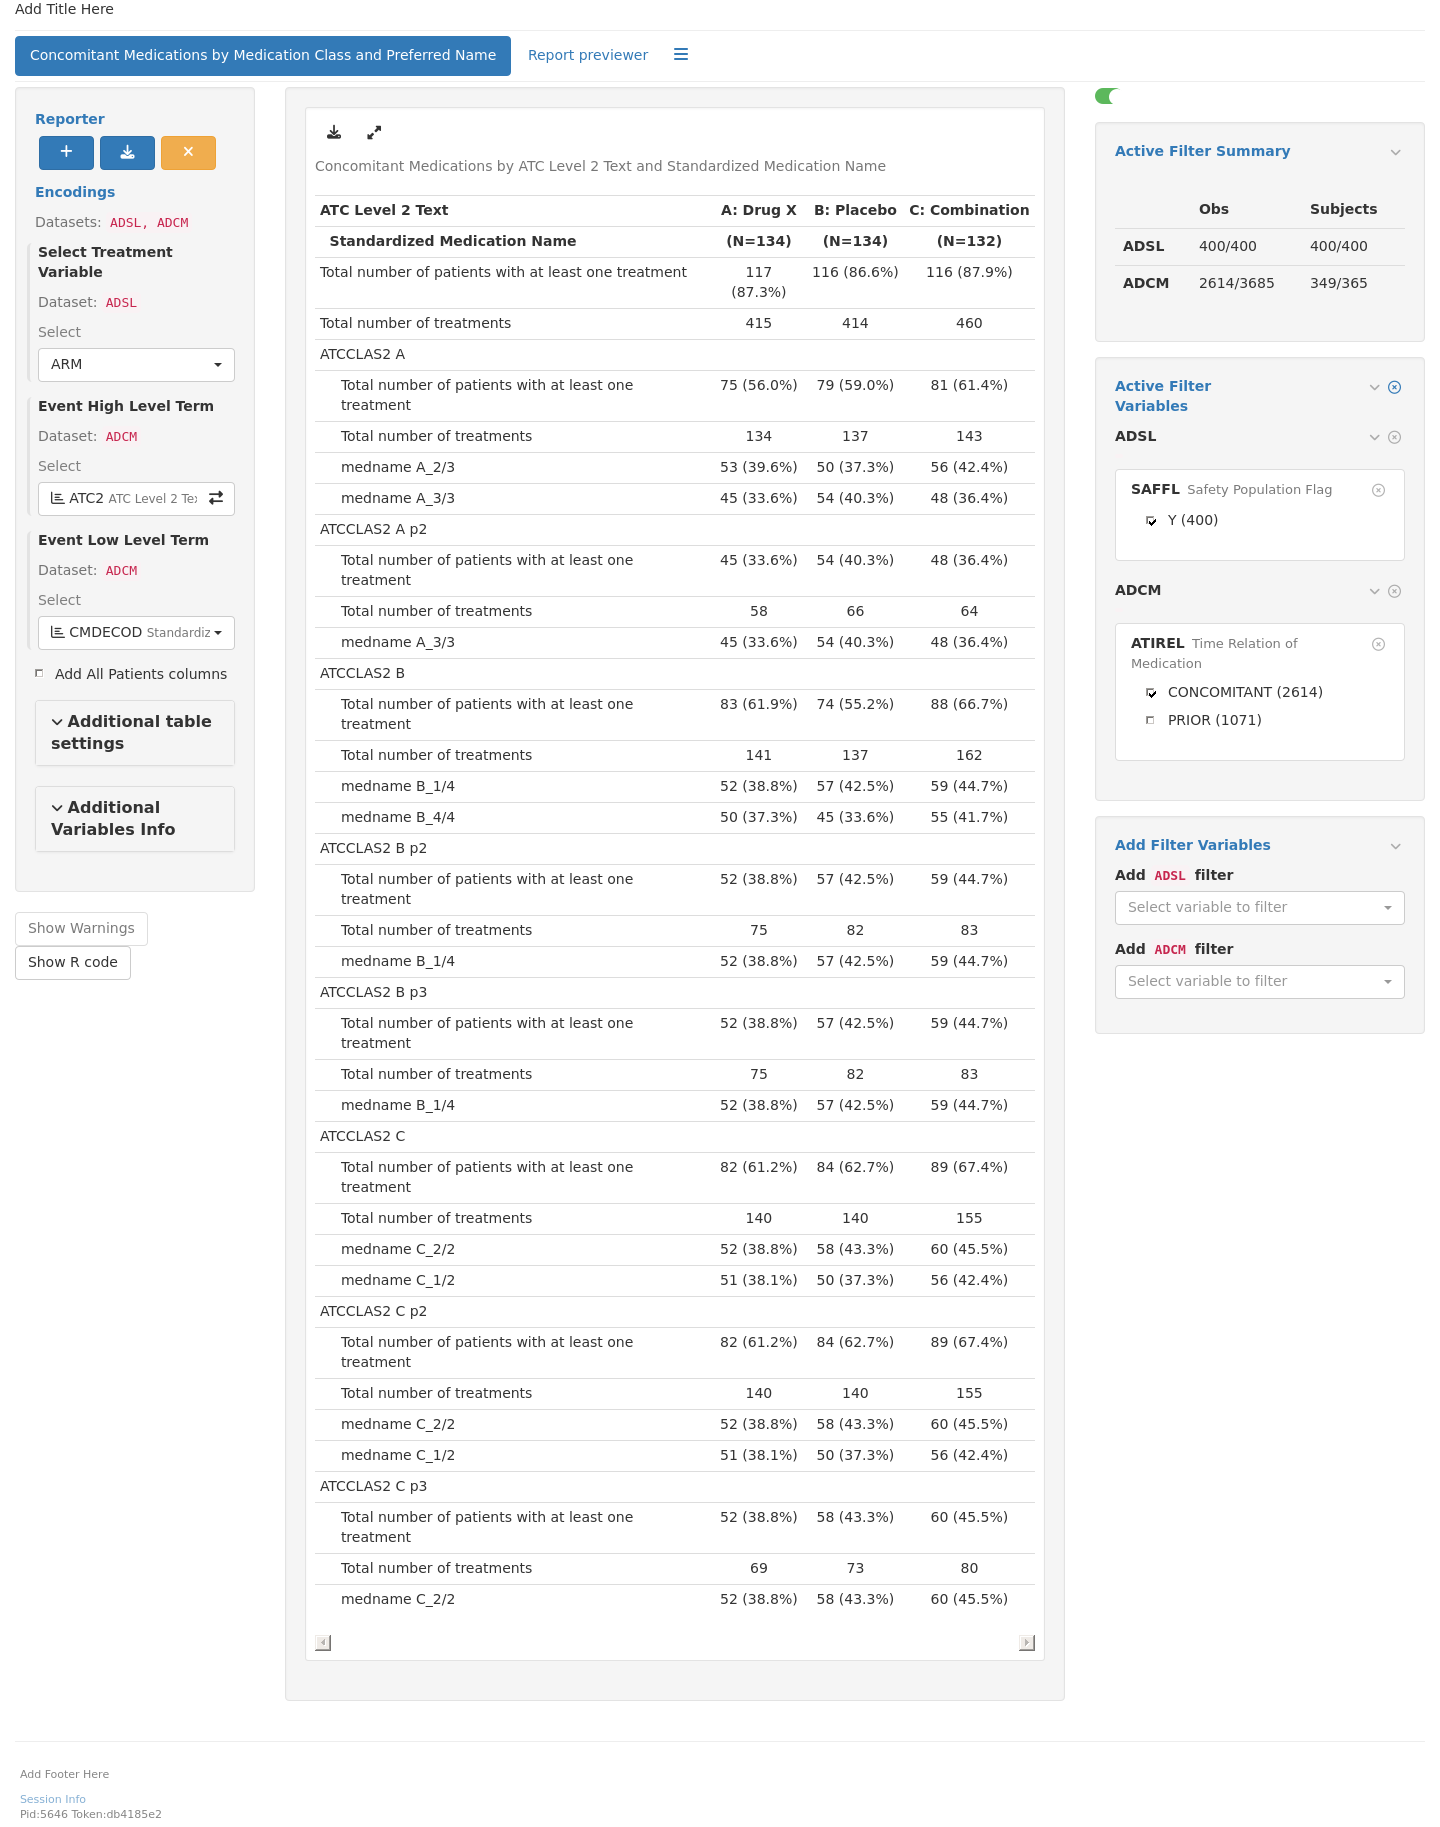 Add Title Here
Concomitant Medications by Medication Class and Preferred Name
Report previewer
Reporter
Encodings
Datasets: ADSL, ADCM
Select Treatment
Variable
Dataset: ADSL
Select
ARM
Event High Level Term
Dataset: ADCM
Select
ATC2 ATC Level 2 Tex
Event Low Level Term
Dataset: ADCM
Select
CMDECOD Standardiz
Add All Patients columns
Additional table
settings
Additional
Variables Info
Show Warnings
Show R code
Concomitant Medications by ATC Level 2 Text and Standardized Medication Name
ATC Level 2 Text A: Drug X B: Placebo C: Combination
Standardized Medication Name (N=134) (N=134) (N=132)
Total number of patients with at least one treatment 117 116 (86.6%) 116 (87.9%)
(87.3%)
Total number of treatments 415 414 460
ATCCLAS2 A
Total number of patients with at least one 75 (56.0%) 79 (59.0%) 81 (61.4%)
treatment
Total number of treatments 134 137 143
medname A_2/3 53 (39.6%) 50 (37.3%) 56 (42.4%)
medname A_3/3 45 (33.6%) 54 (40.3%) 48 (36.4%)
ATCCLAS2 A p2
Total number of patients with at least one 45 (33.6%) 54 (40.3%) 48 (36.4%)
treatment
Total number of treatments 58 66 64
medname A_3/3 45 (33.6%) 54 (40.3%) 48 (36.4%)
ATCCLAS2 B
Total number of patients with at least one 83 (61.9%) 74 (55.2%) 88 (66.7%)
treatment
Total number of treatments 141 137 162
medname B_1/4 52 (38.8%) 57 (42.5%) 59 (44.7%)
medname B_4/4 50 (37.3%) 45 (33.6%) 55 (41.7%)
ATCCLAS2 B p2
Total number of patients with at least one 52 (38.8%) 57 (42.5%) 59 (44.7%)
treatment
Total number of treatments 75 82 83
medname B_1/4 52 (38.8%) 57 (42.5%) 59 (44.7%)
ATCCLAS2 B p3
Total number of patients with at least one 52 (38.8%) 57 (42.5%) 59 (44.7%)
treatment
Total number of treatments 75 82 83
medname B_1/4 52 (38.8%) 57 (42.5%) 59 (44.7%)
ATCCLAS2 C
Total number of patients with at least one 82 (61.2%) 84 (62.7%) 89 (67.4%)
treatment
Total number of treatments 140 140 155
medname C_2/2 52 (38.8%) 58 (43.3%) 60 (45.5%)
medname C_1/2 51 (38.1%) 50 (37.3%) 56 (42.4%)
ATCCLAS2 C p2
Total number of patients with at least one 82 (61.2%) 84 (62.7%) 89 (67.4%)
treatment
Total number of treatments 140 140 155
medname C_2/2 52 (38.8%) 58 (43.3%) 60 (45.5%)
medname C_1/2 51 (38.1%) 50 (37.3%) 56 (42.4%)
ATCCLAS2 C p3
Total number of patients with at least one 52 (38.8%) 58 (43.3%) 60 (45.5%)
treatment
Total number of treatments 69 73 80
medname C_2/2 52 (38.8%) 58 (43.3%) 60 (45.5%)
Active Filter Summary
Obs Subjects
ADSL 400/400 400/400
ADCM 2614/3685 349/365
Active Filter
Variables
ADSL
SAFFL Safety Population Flag
Y (400)
ADCM
ATIREL Time Relation of
Medication
CONCOMITANT (2614)
PRIOR (1071)
Add Filter Variables
Add ADSL filter
Select variable to filter
Add ADCM filter
Select variable to filter
Add Footer Here
Session Info
Pid:5646 Token:db4185e2